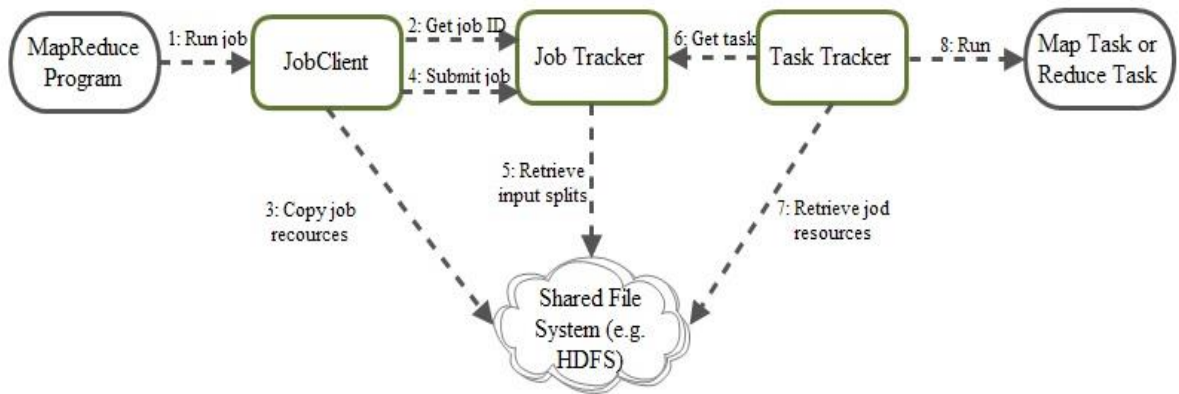 MapReduce
Program
1: Run job
JobClient
2: Get job ID
4: Submit job
Job Tracker
6: Get task
Task Tracker
8: Run
Map Task or
Reduce Task
3: Copy job
recources
5: Retrieve
input splits
7: Retrieve jod
resources
Shared File
System (e.g.
HDFS)